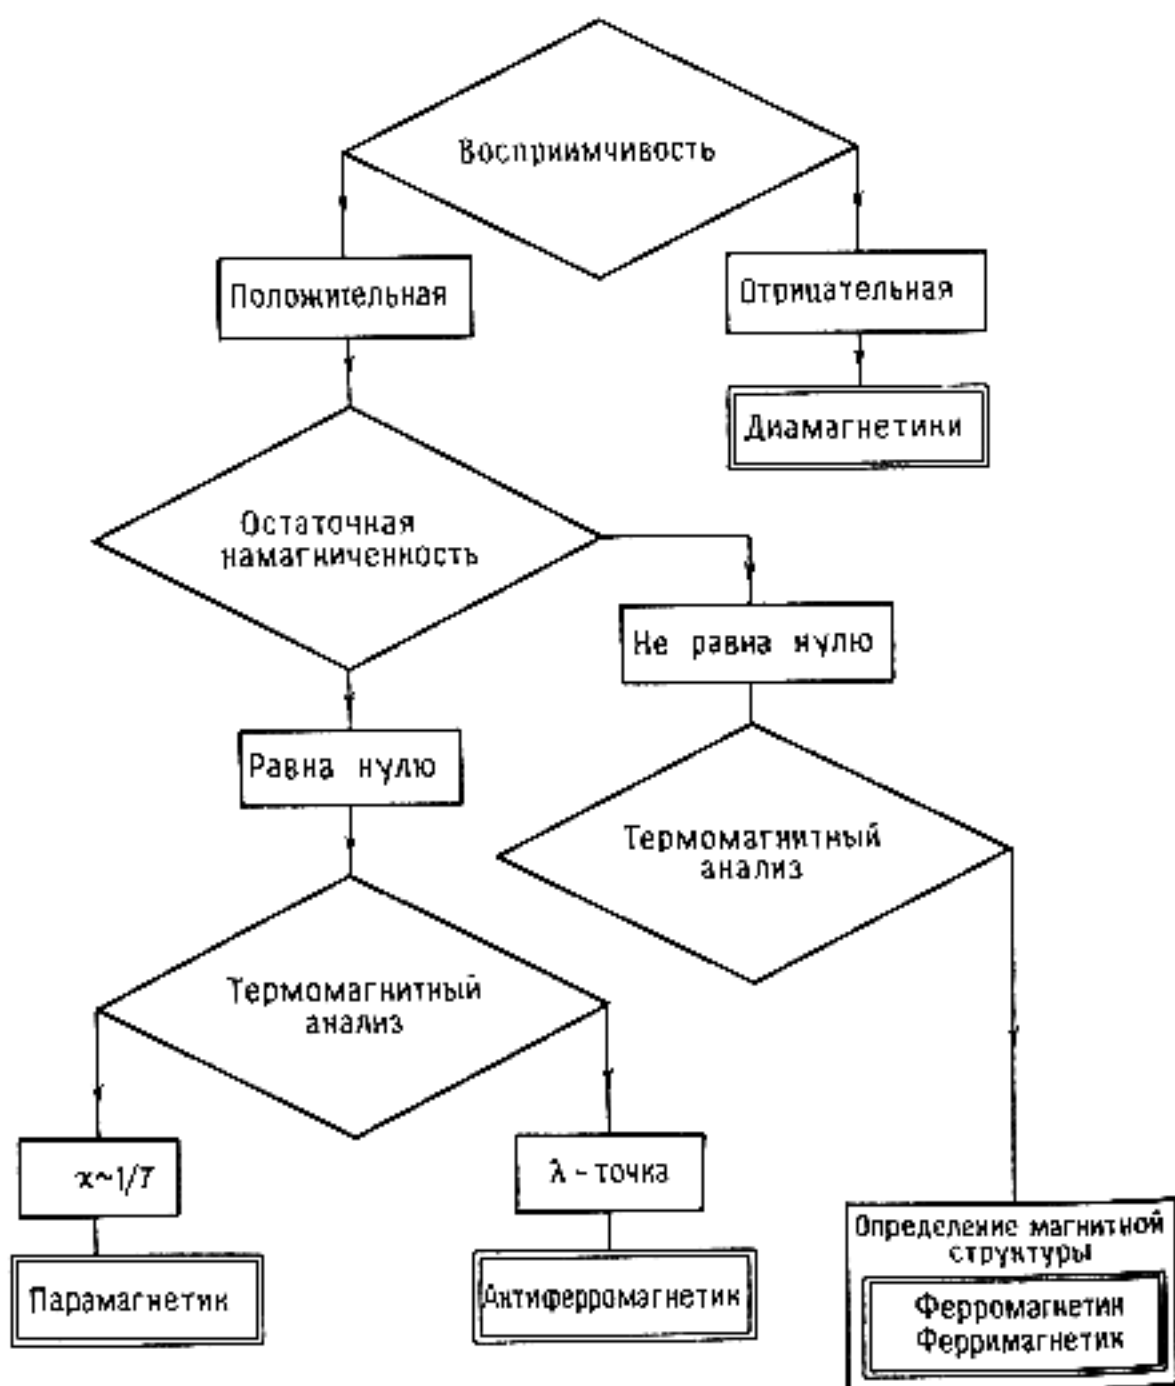 Восприимчивость
Положительная
Отрицательная
Диамагнетики
Остаточная
намагниченность
Не равна нулю
Равна нулю
Термомагнитный
анализ
Термомагнитный
анализ
ϰ~1/T
λ - точка
Определение магнитной
структуры
Парамагнетик
Антиферромагнетик
Ферромагнетик
Ферримагнетик